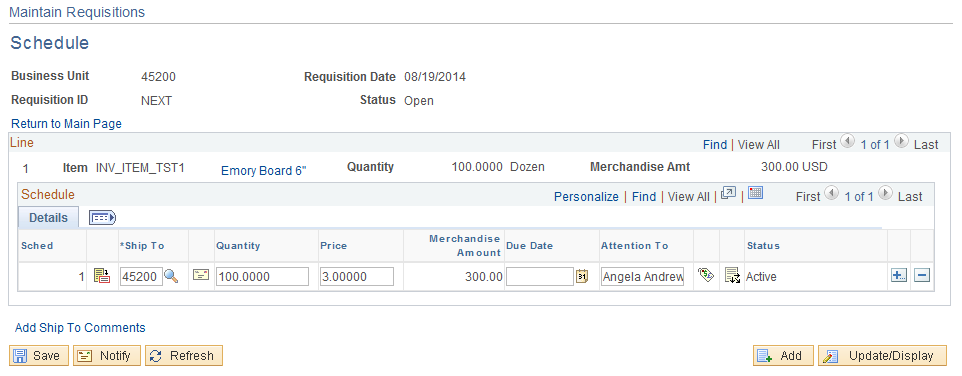 Maintain Requisitions
Schedule
Business Unit 45200 Requisition Date 08/19/2014
Requisition ID NEXT Status Open
Return to Main Page
Line Find | View All First 1 of 1 Last
1 Item INV_ITEM_TST1 Emory Board 6" Quantity 100.0000 Dozen Merchandise Amt 300.00 USD
Schedule Personalize | Find | View All | | First 1 of 1 Last
Details
Sched *Ship To Quantity Price Merchandise Amount Due Date Attention To Status
1 45200 100.0000 3.00000 300.00 31 Angela Andrew Active
Add Ship To Comments
Save Notify Refresh Add Update/Display